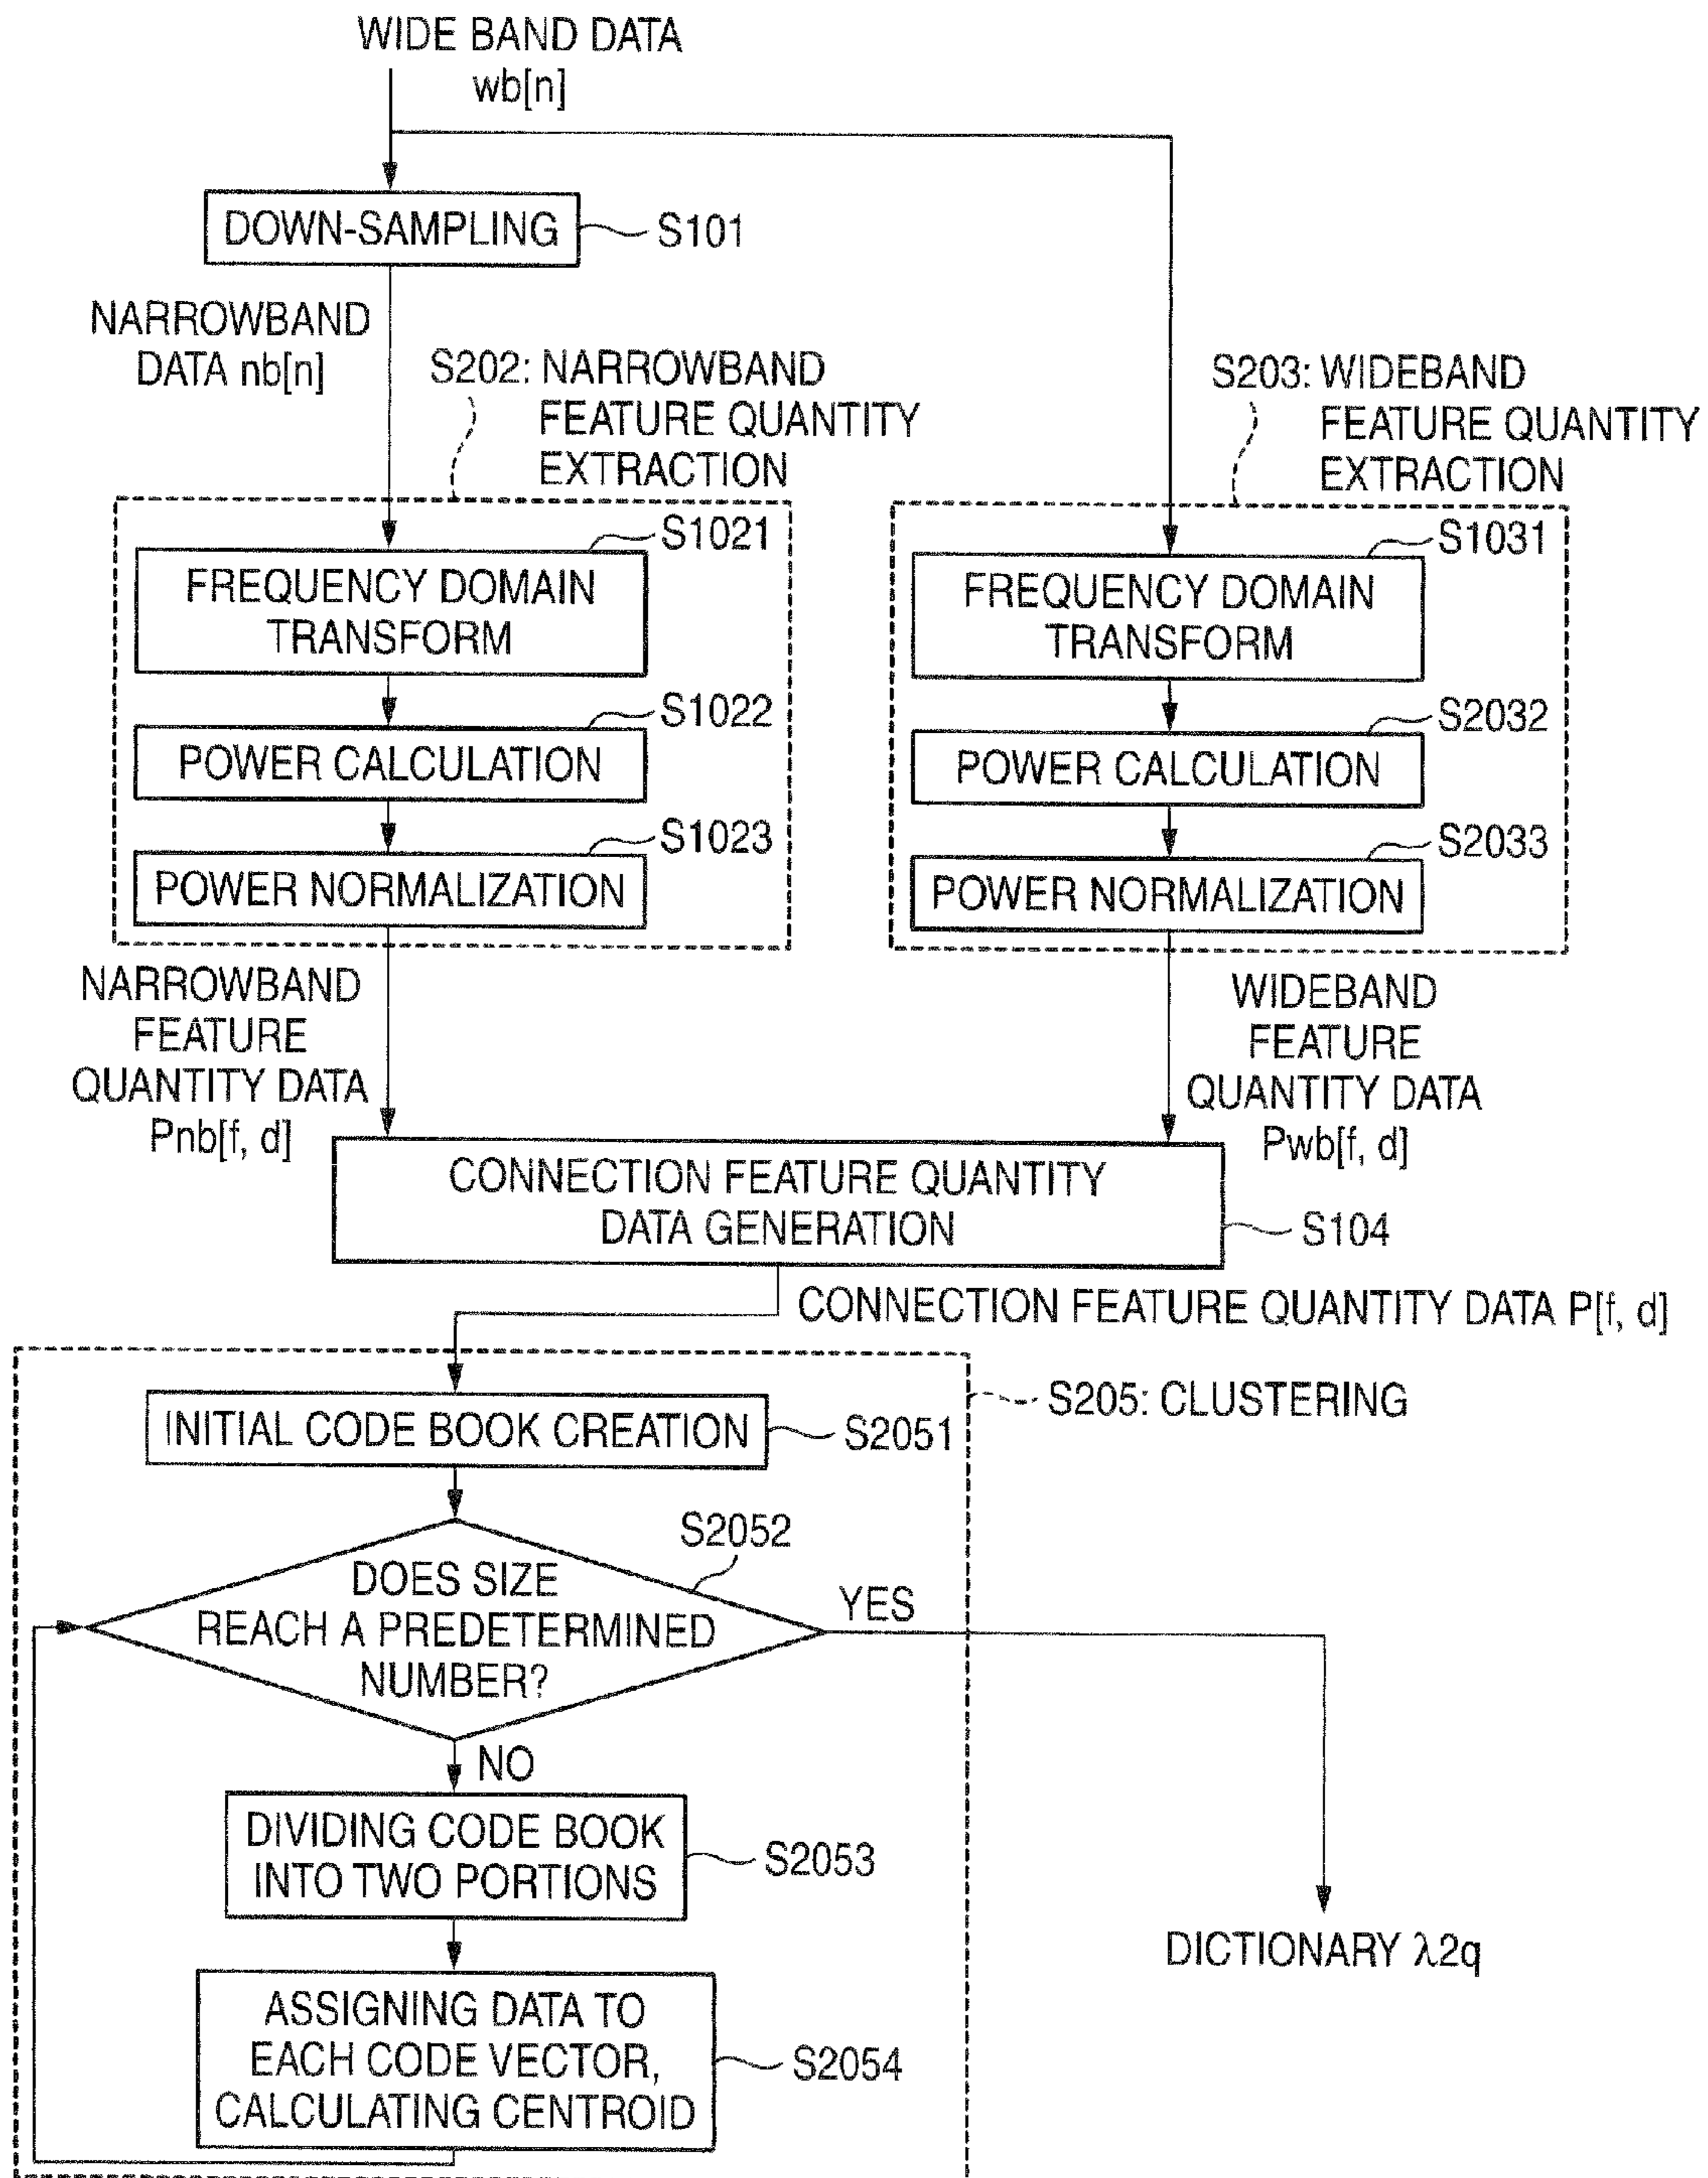 WIDE BAND DATA
wb[n]
DOWN-SAMPLING
S101
NARROWBAND
DATA nb[n]
S202: NARROWBAND
FEATURE QUANTITY
EXTRACTION
S203: WIDEBAND
FEATURE QUANTITY
EXTRACTION
S1021
FREQUENCY DOMAIN
TRANSFORM
S1022
POWER CALCULATION
S1023
POWER NORMALIZATION
S1031
FREQUENCY DOMAIN
TRANSFORM
S2032
POWER CALCULATION
S2033
POWER NORMALIZATION
NARROWBAND
FEATURE
QUANTITY DATA
Pnb[f, d]
WIDEBAND
FEATURE
QUANTITY DATA
Pwb[f, d]
CONNECTION FEATURE QUANTITY
DATA GENERATION
S104
CONNECTION FEATURE QUANTITY DATA P[f, d]
S205: CLUSTERING
INITIAL CODE BOOK CREATION
S2051
S2052
DOES SIZE
REACH A PREDETERMINED
NUMBER?
YES
NO
DIVIDING CODE BOOK
INTO TWO PORTIONS
S2053
DICTIONARY λ2q
ASSIGNING DATA TO
EACH CODE VECTOR,
CALCULATING CENTROID
S2054